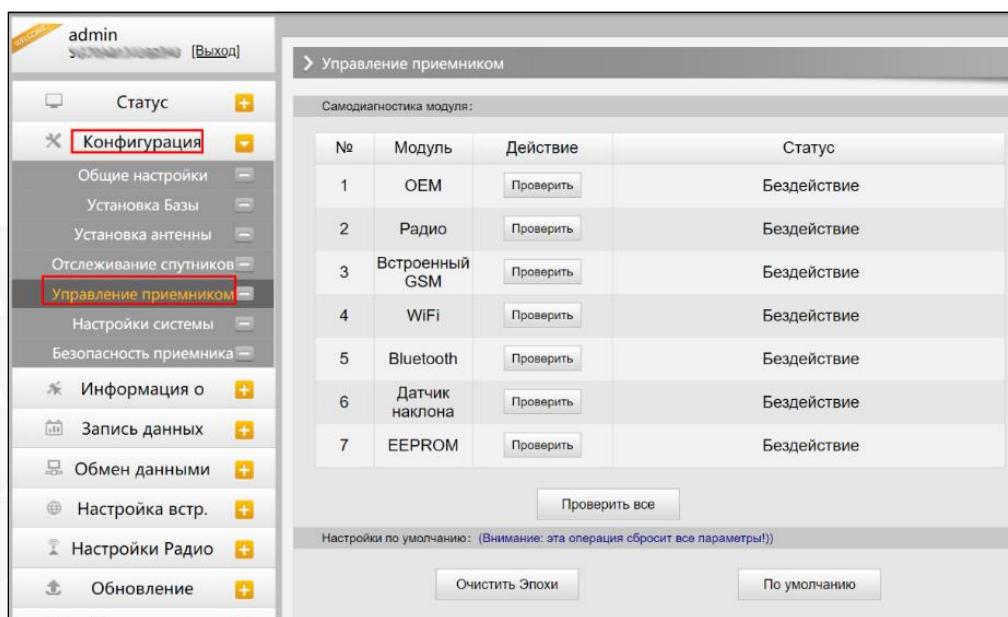 WELCOME
admin
[Выход]
Статус
Конфигурация
Общие настройки
Установка Базы
Установка антенны
Отслеживание спутников
Управление приемником
Настройки системы
Безопасность приемника
Информация о
Запись данных
Обмен данными
Настройка встр.
Настройки Радио
Обновление
Управление приемником
Самодиагностика модуля:
№ Модуль Действие Статус
1 OEM Проверить Бездействие
2 Радио Проверить Бездействие
3 Встроенный GSM Проверить Бездействие
4 WiFi Проверить Бездействие
5 Bluetooth Проверить Бездействие
6 Датчик наклона Проверить Бездействие
7 EEPROM Проверить Бездействие
Проверить все
Настройки по умолчанию: (Внимание: эта операция сбросит все параметры!))
Очистить Эпохи По умолчанию